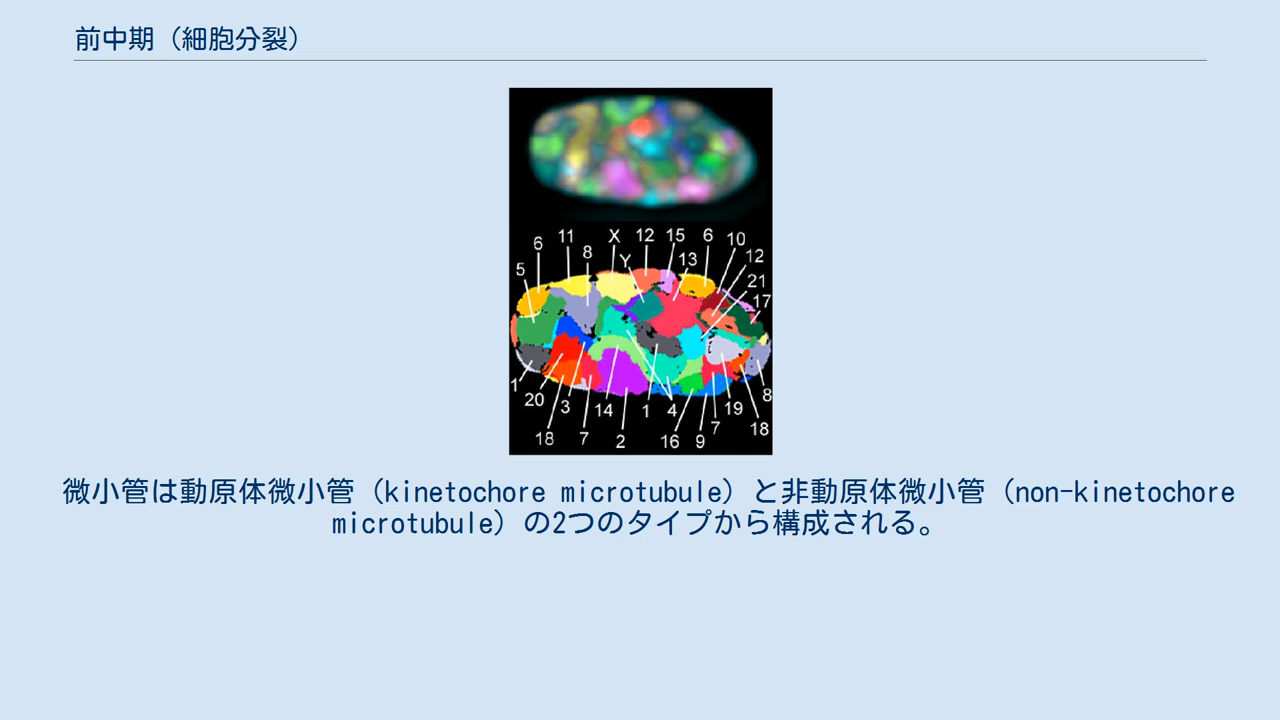 前中期（細胞分裂）
6 11 X 12 15 6 10
5 8 Y 13 12
21
17
1 20 3 14 1 4 19 8
18 7 2 16 9 7 18
微小管は動原体微小管（kinetochore microtubule）と非動原体微小管（non-kinetochore
microtubule）の2つのタイプから構成される。